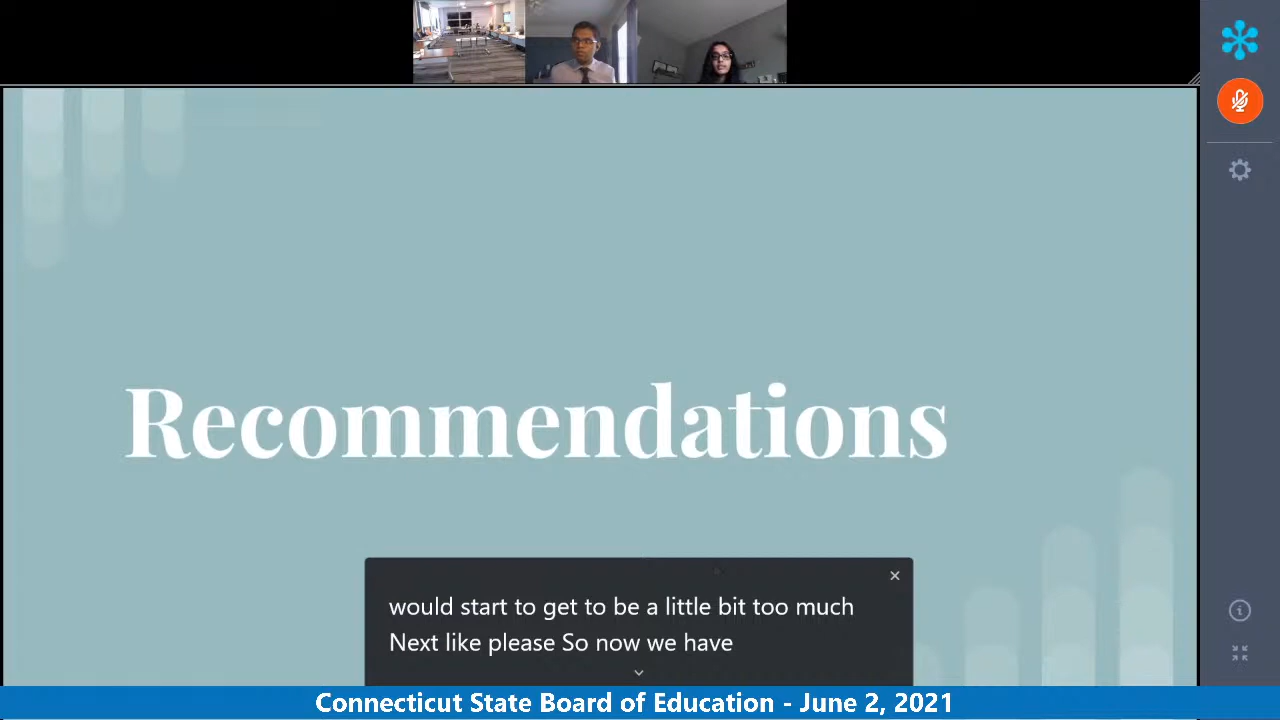 Recommendations
would start to get to be a little bit too much
Next like please So now we have
Connecticut State Board of Education - June 2, 2021